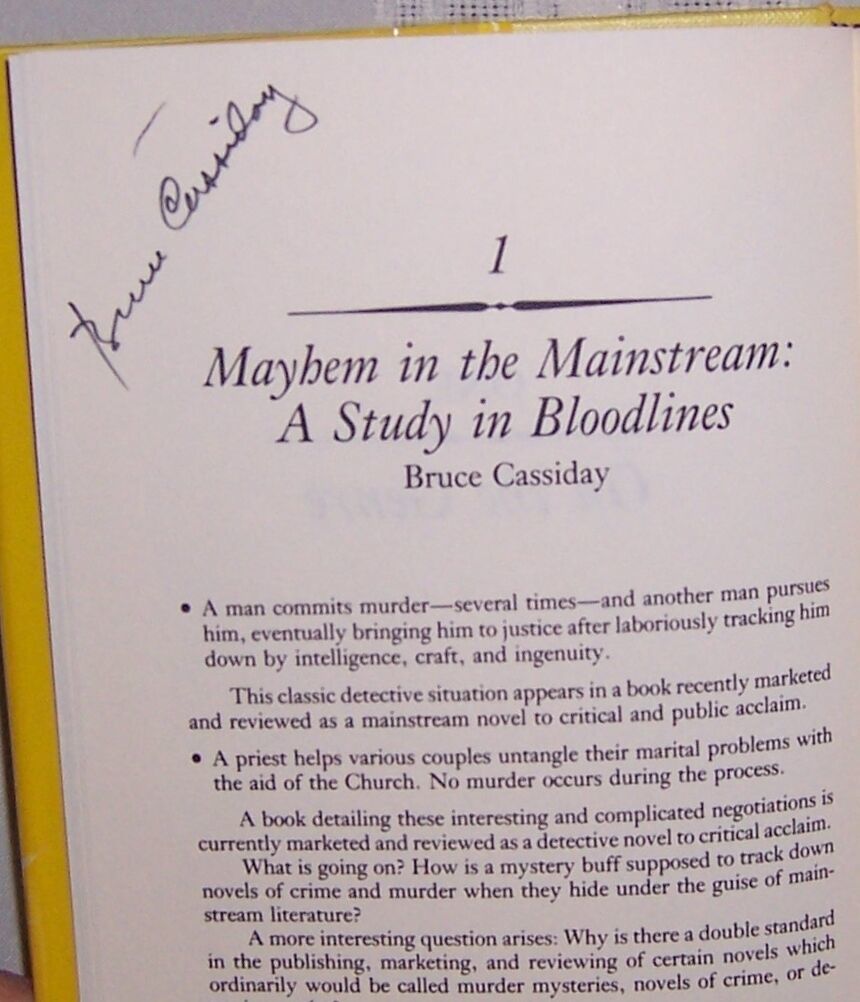 Bruce Cassiday
1
Mayhem in the Mainstream:
A Study in Bloodlines
Bruce Cassiday
• A man commits murder—several times—and another man pursues
him, eventually bringing him to justice after laboriously tracking him
down by intelligence, craft, and ingenuity.
This classic detective situation appears in a book recently marketed
and reviewed as a mainstream novel to critical and public acclaim.
• A priest helps various couples untangle their marital problems with
the aid of the Church. No murder occurs during the process.
A book detailing these interesting and complicated negotiations is
currently marketed and reviewed as a detective novel to critical acclaim.
What is going on? How is a mystery buff supposed to track down
novels of crime and murder when they hide under the guise of main-
stream literature?
A more interesting question arises: Why is there a double standard
in the publishing, marketing, and reviewing of certain novels which
ordinarily would be called murder mysteries, novels of crime, or de-